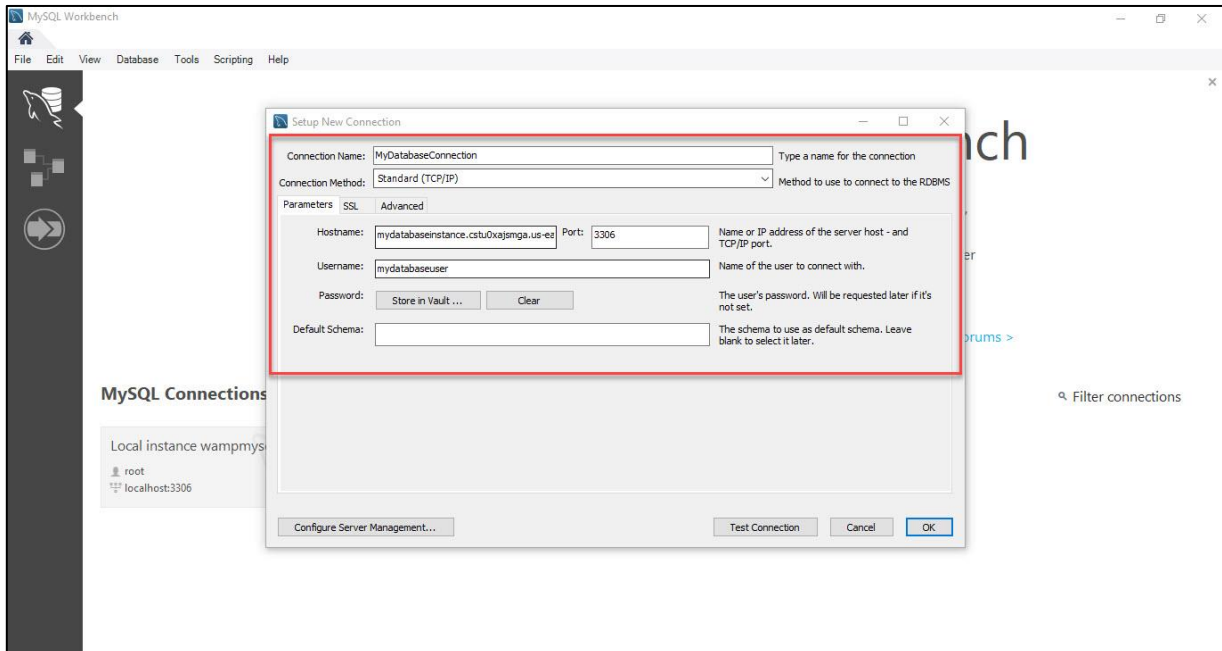 MySQL Workbench
File Edit View Database Tools Scripting Help
Setup New Connection
Connection Name: MyDatabaseConnection Type a name for the connection
Connection Method: Standard (TCP/IP) Method to use to connect to the RDBMS
Parameters SSL Advanced
Hostname: mydatabaseinstance.cstu0xajsmga.us-ea Port: 3306 Name or IP address of the server host - and
TCP/IP port.
Username: mydatabaseuser Name of the user to connect with.
Password: Store in Vault ... Clear The user's password. Will be requested later if it's
not set.
Default Schema: The schema to use as default schema. Leave
blank to select it later.
nch
er
orums >
MySQL Connections
Filter connections
Local instance wampmys
root
localhost:3306
Configure Server Management... Test Connection Cancel OK